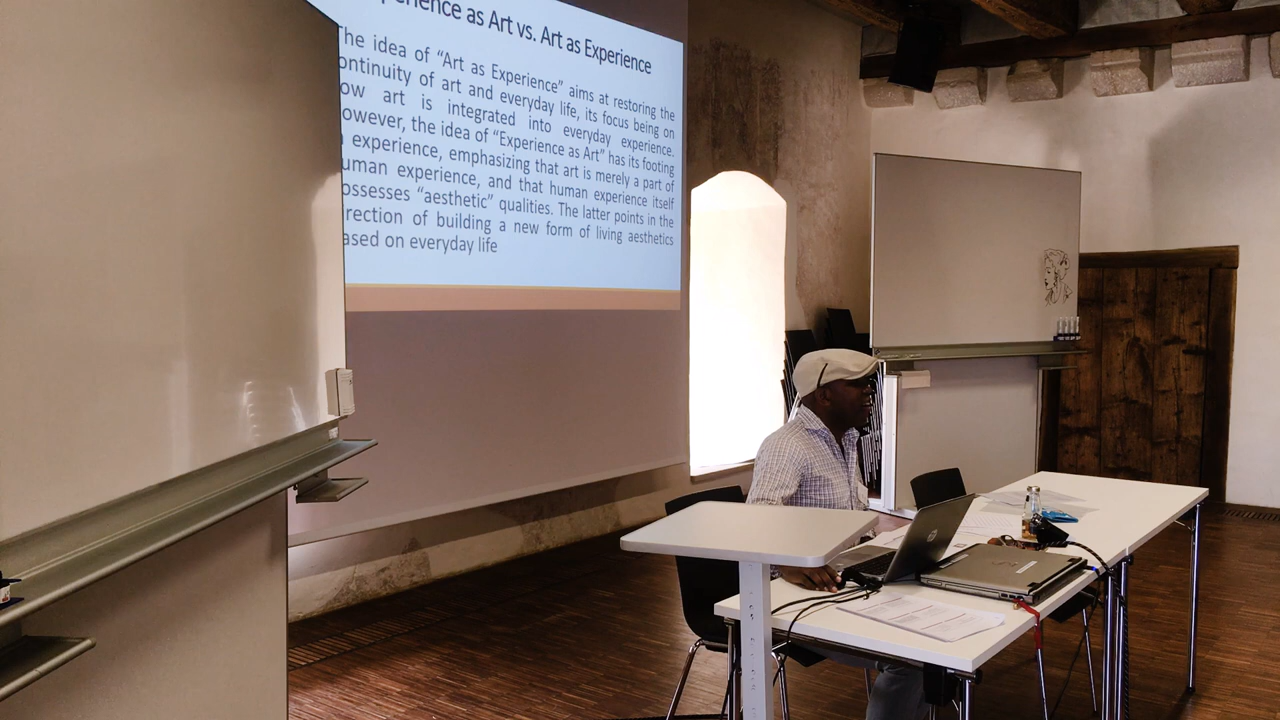 perience as Art vs. Art as Experience
The idea of “Art as Experience” aims at restoring the
ontinuity of art and everyday life, its focus being on
ow art is integrated into everyday experience.
owever, the idea of “Experience as Art” has its footing
experience, emphasizing that art is merely a part of
uman experience, and that human experience itself
ossesses “aesthetic” qualities. The latter points in the
rection of building a new form of living aesthetics
ased on everyday life